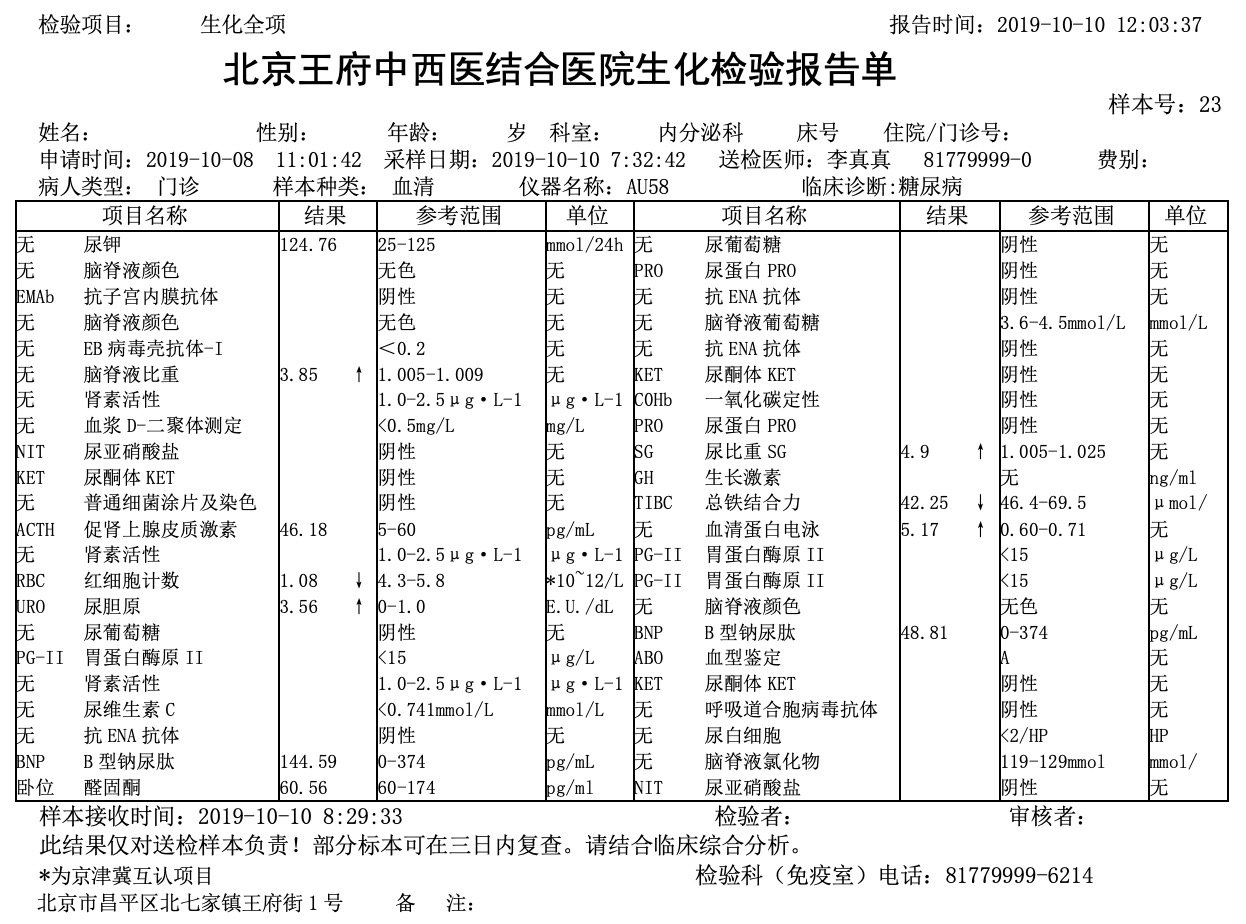 检验项目: 生化全项 报告时间: 2019-10-10 12:03:37
北京王府中西医结合医院生化检验报告单
样本号: 23
姓名: 性别: 年龄: 岁 科室: 内分泌科 床号 住院/门诊号:
申请时间: 2019-10-08 11:01:42 采样日期: 2019-10-10 7:32:42 送检医师: 李真真 81779999-0 费别:
病人类型: 门诊 样本种类: 血清 仪器名称: AU58 临床诊断:糖尿病
项目名称 结果 参考范围 单位 项目名称 结果 参考范围 单位
无 尿钾 124.76 25-125 mmol/24h 无 尿葡萄糖 阴性 无
无 脑脊液颜色 无色 无 PRO 尿蛋白 PRO 阴性 无
EMAb 抗子宫内膜抗体 阴性 无 无 抗 ENA 抗体 阴性 无
无 脑脊液颜色 无色 无 无 脑脊液葡萄糖 3.6-4.5mmol/L mmol/L
无 EB 病毒壳抗体-I <0.2 无 无 抗 ENA 抗体 阴性 无
无 脑脊液比重 3.85 ↑ 1.005-1.009 无 KET 尿酮体 KET 阴性 无
无 肾素活性 1.0-2.5μg•L-1 μg•L-1 COHb 一氧化碳定性 阴性 无
无 血浆 D-二聚体测定 <0.5mg/L mg/L PRO 尿蛋白 PRO 阴性 无
NIT 尿亚硝酸盐 阴性 无 SG 尿比重 SG 4.9 ↑ 1.005-1.025 无
KET 尿酮体 KET 阴性 无 GH 生长激素 无 ng/ml
无 普通细菌涂片及染色 阴性 无 TIBC 总铁结合力 42.25 ↓ 46.4-69.5 μmol/
ACTH 促肾上腺皮质激素 46.18 5-60 pg/mL 无 血清蛋白电泳 5.17 ↑ 0.60-0.71 无
无 肾素活性 1.0-2.5μg•L-1 μg•L-1 PG-II 胃蛋白酶原 II <15 μg/L
RBC 红细胞计数 1.08 ↓ 4.3-5.8 *10~12/L PG-II 胃蛋白酶原 II <15 μg/L
URO 尿胆原 3.56 ↑ 0-1.0 E.U./dL 无 脑脊液颜色 无色 无
无 尿葡萄糖 阴性 无 BNP B 型钠尿肽 48.81 0-374 pg/mL
PG-II 胃蛋白酶原 II <15 μg/L ABO 血型鉴定 A 无
无 肾素活性 1.0-2.5μg•L-1 μg•L-1 KET 尿酮体 KET 阴性 无
无 尿维生素 C <0.741mmol/L mmol/L 无 呼吸道合胞病毒抗体 阴性 无
无 抗 ENA 抗体 阴性 无 无 尿白细胞 <2/HP HP
BNP B 型钠尿肽 144.59 0-374 pg/mL 无 脑脊液氯化物 119-129mmol mmol/
卧位 醛固酮 60.56 60-174 pg/ml NIT 尿亚硝酸盐 阴性 无
样本接收时间: 2019-10-10 8:29:33 检验者: 审核者:
此结果仅对送检样本负责! 部分标本可在三日内复查。请结合临床综合分析。
*为京津冀互认项目 检验科 (免疫室) 电话: 81779999-6214
北京市昌平区北七家镇王府街 1 号 备 注: